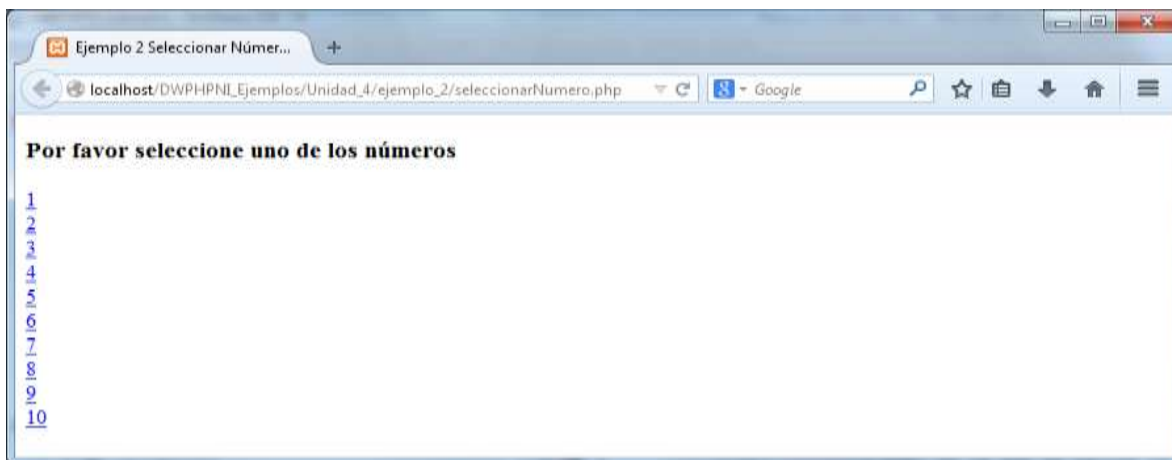 Ejemplo 2 Seleccionar Númer...
localhost/DWPHPNI_Ejemplos/Unidad_4/ejemplo_2/seleccionarNumero.php
Google
Por favor seleccione uno de los números
1
2
3
4
5
6
7
8
9
10